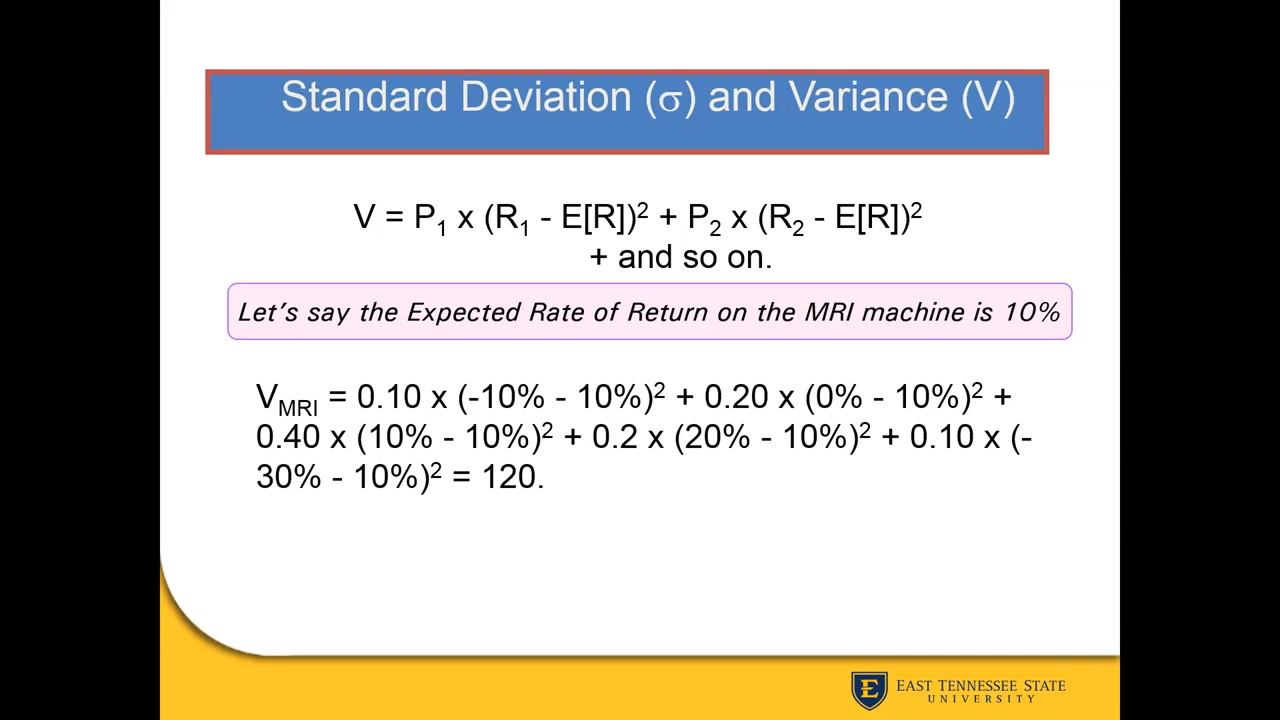 Standard Deviation (σ) and Variance (V)
V = P₁ x (R₁ - E[R])² + P₂ x (R₂ - E[R])²
+ and so on.
Let's say the Expected Rate of Return on the MRI machine is 10%
V_MRI = 0.10 x (-10% - 10%)² + 0.20 x (0% - 10%)² +
0.40 x (10% - 10%)² + 0.2 x (20% - 10%)² + 0.10 x (-
30% - 10%)² = 120.
EAST TENNESSEE STATE
UNIVERSITY